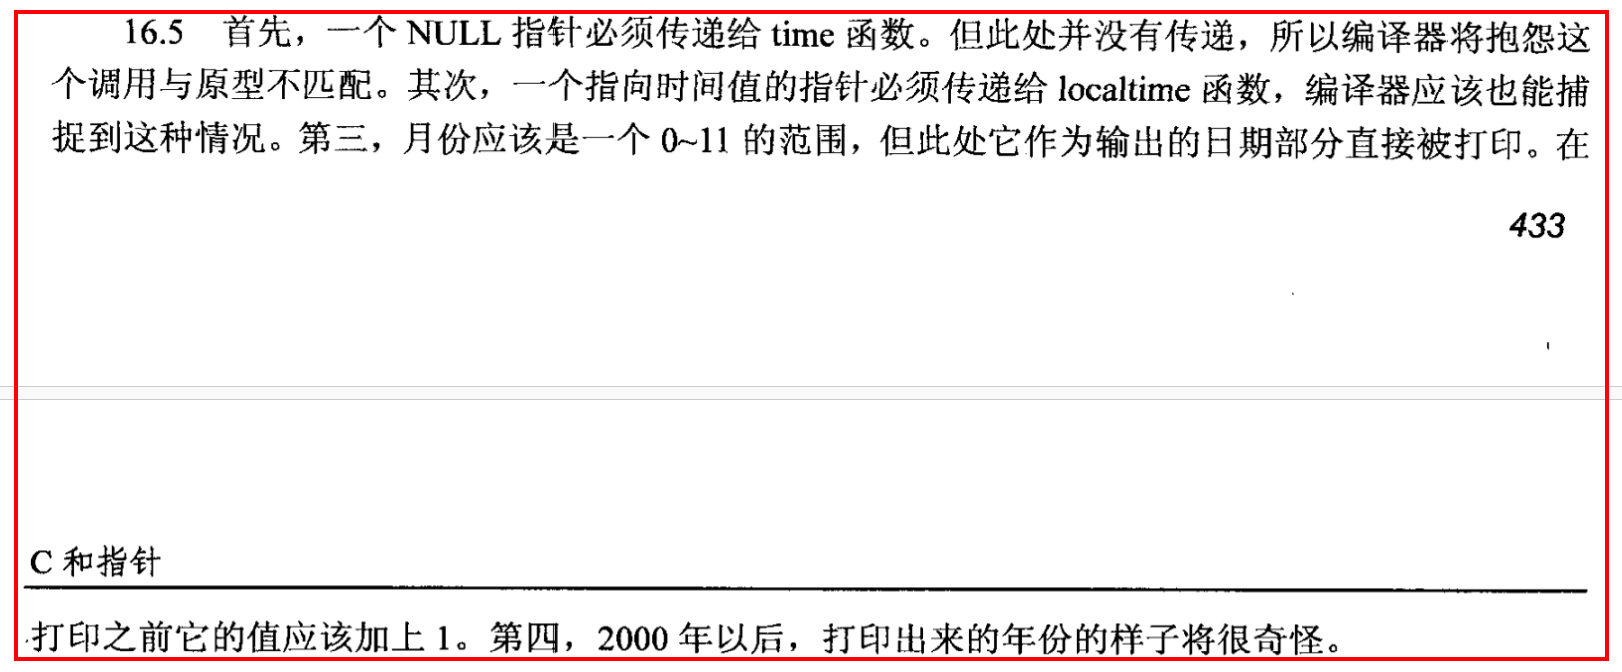 16.5 首先，一个 NULL 指针必须传递给 time 函数。但此处并没有传递，所以编译器将抱怨这
个调用与原型不匹配。其次，一个指向时间值的指针必须传递给 localtime 函数，编译器应该也能捕
捉到这种情况。第三，月份应该是一个 0~11 的范围，但此处它作为输出的日期部分直接被打印。在
433
C 和指针
打印之前它的值应该加上 1。第四，2000 年以后，打印出来的年份的样子将很奇怪。